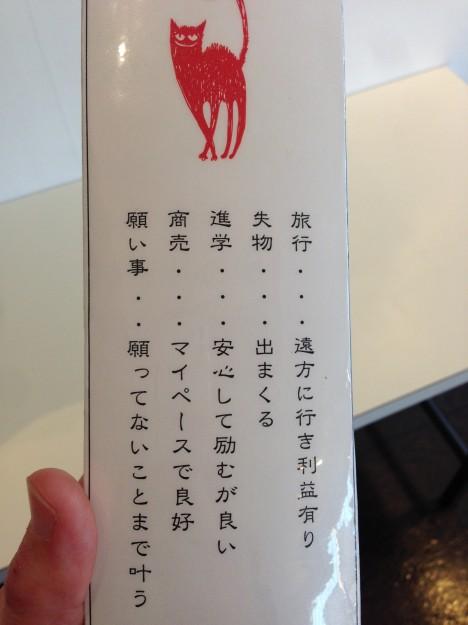 旅行・・・遠方に行き利益有り
失物・・・出まくる
進学・・・安心して励むが良い
商売・・・マイペースで良好
願い事・・願ってないことまで叶う